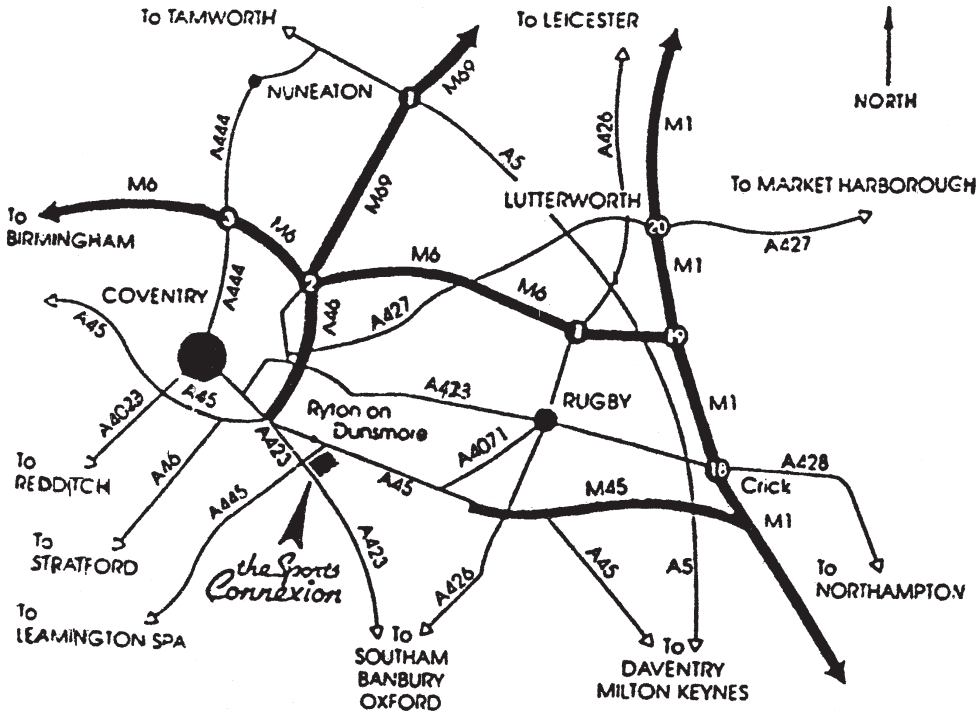 To TAMWORTH
To LEICESTER
NORTH
NUNEATON
M69
M1
A426
A444
A5
M69
LUTTERWORTH
To MARKET HARBOROUGH
M6
To
BIRMINGHAM
3
M6
1
20
A427
M1
2
M6
COVENTRY
A444
A46
A427
M6
A45
1
19
A45
A4023
A423
RUGBY
M1
Ryton on
Dunsmore
A423
A4071
To
REDDITCH
A46
A445
A45
M45
18
A428
Crick
M1
To
STRATFORD
the Sports
Connexion
A423
A426
A45
A5
To
NORTHAMPTON
To
LEAMINGTON SPA
To
SOUTHAM
BANBURY
OXFORD
To
DAVENTRY
MILTON KEYNES